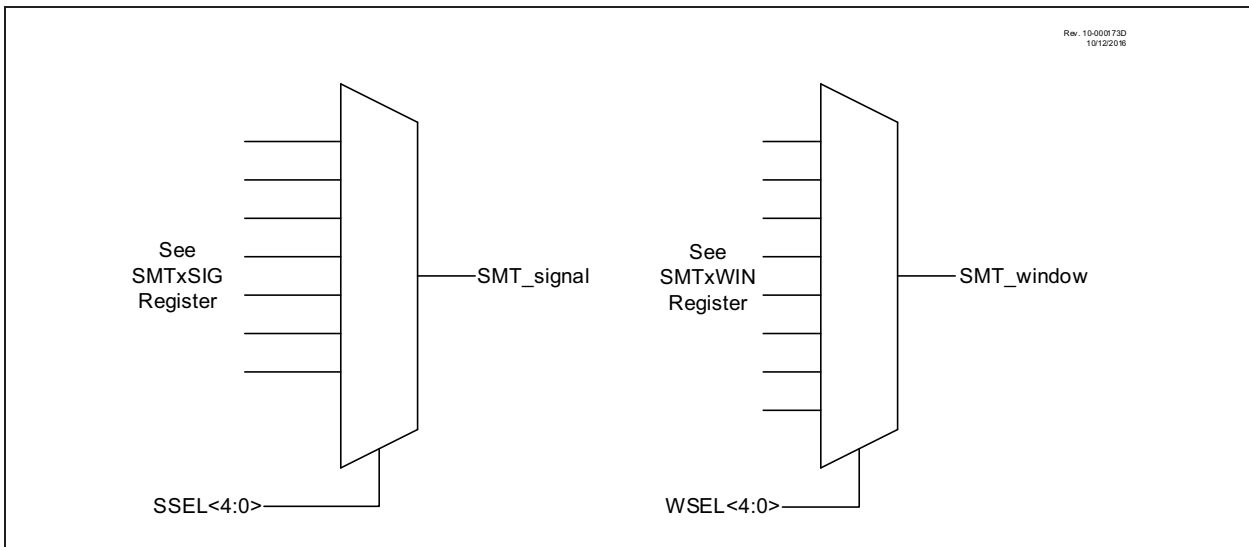 Rev. 10-000173D
10/12/2016
See
SMTxSIG
Register
SMT_signal
SSEL<4:0>
See
SMTxWIN
Register
SMT_window
WSEL<4:0>